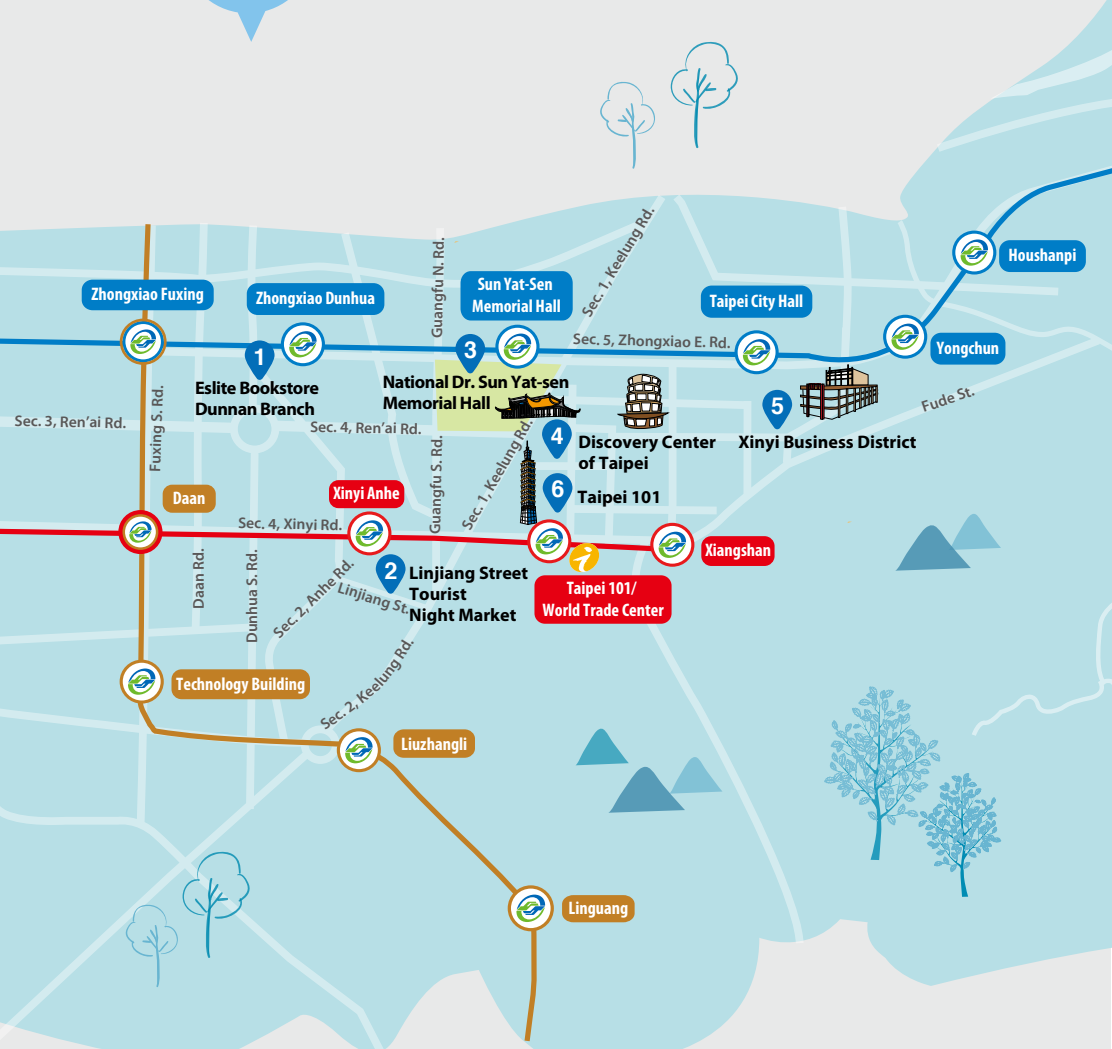 Houshanpi
Zhongxiao Fuxing
Zhongxiao Dunhua
Sun Yat-Sen
Memorial Hall
Taipei City Hall
Yongchun
Guangfu N. Rd.
Sec. 1, Keelung Rd.
Sec. 5, Zhongxiao E. Rd.
1
Eslite Bookstore
Dunnan Branch
3
National Dr. Sun Yat-sen
Memorial Hall
Fude St.
5
Xinyi Business District
4
Discovery Center
of Taipei
Sec. 3, Ren'ai Rd.
Fuxing S. Rd.
Sec. 4, Ren'ai Rd.
Guangfu S. Rd.
Sec. 1, Keelung Rd.
6
Taipei 101
Daan
Xinyi Anhe
Sec. 4, Xinyi Rd.
Xiangshan
i
Taipei 101/
World Trade Center
Daan Rd.
Dunhua S. Rd.
Sec. 2, Anhe Rd.
Linjiang St.
2
Linjiang Street
Tourist
Night Market
Technology Building
Sec. 2, Keelung Rd.
Liuzhangli
Linguang